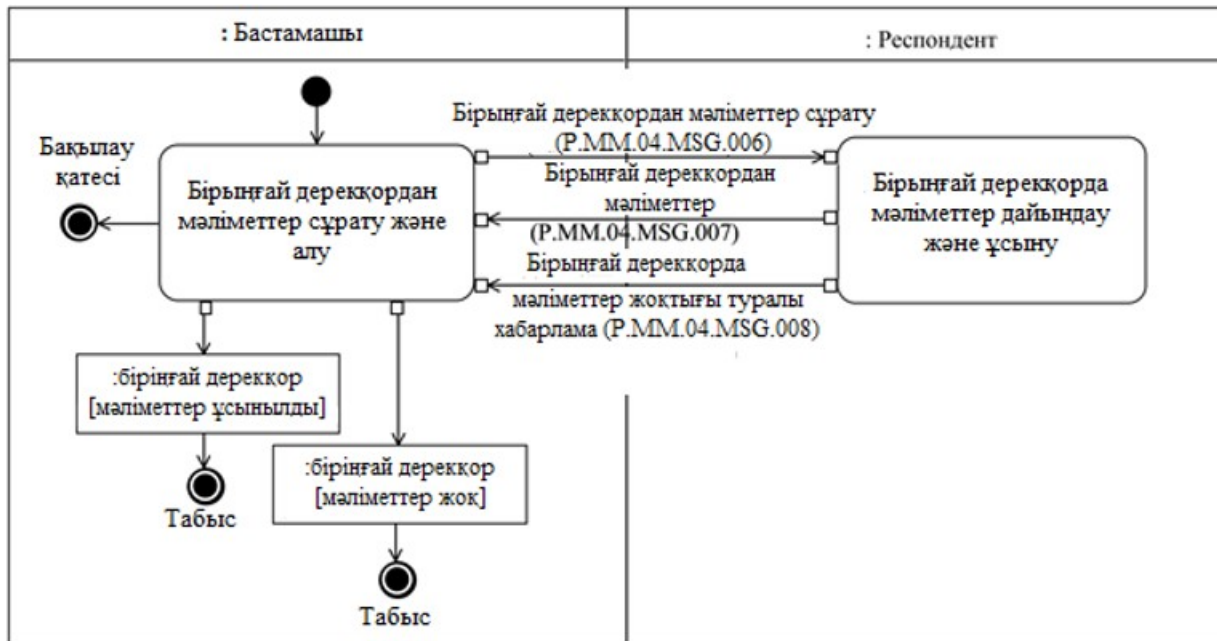 : Бастамашы
: Респондент
Бірыңғай дерекқордан мәліметтер сұрату
(P.MM.04.MSG.006)
Бақылау
қатесі
Бірыңғай дерекқордан
мәліметтер сұрату және
алу
Бірыңғай дерекқордан
мәліметтер
(P.MM.04.MSG.007)
Бірыңғай дерекқорда
мәліметтер дайындау
және ұсыну
Бірыңғай дерекқорда
мәліметтер жоқтығы туралы
хабарлама (P.MM.04.MSG.008)
:біріңғай дерекқор
[мәліметтер ұсынылды]
Табыс
:біріңғай дерекқор
[мәліметтер жоқ]
Табыс